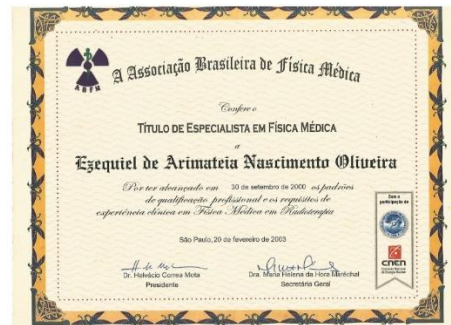 ABFM
A Associação Brasileira de Física Médica
Confere o
TÍTULO DE ESPECIALISTA EM FÍSICA MÉDICA
a
Ezequiel de Arimateia Nascimento Oliveira
Por ter alcançado em 30 de setembro de 2000 os padrões
de qualificação profissional e os requisitos de
experiência clínica em Física Médica em Radioterapia
São Paulo, 20 de fevereiro de 2003
Dr. Helvécio Correa Mota
Presidente
Dra. Maria Helena da Hora Maréchal
Secretária Geral
Com a
participação de
CNEN